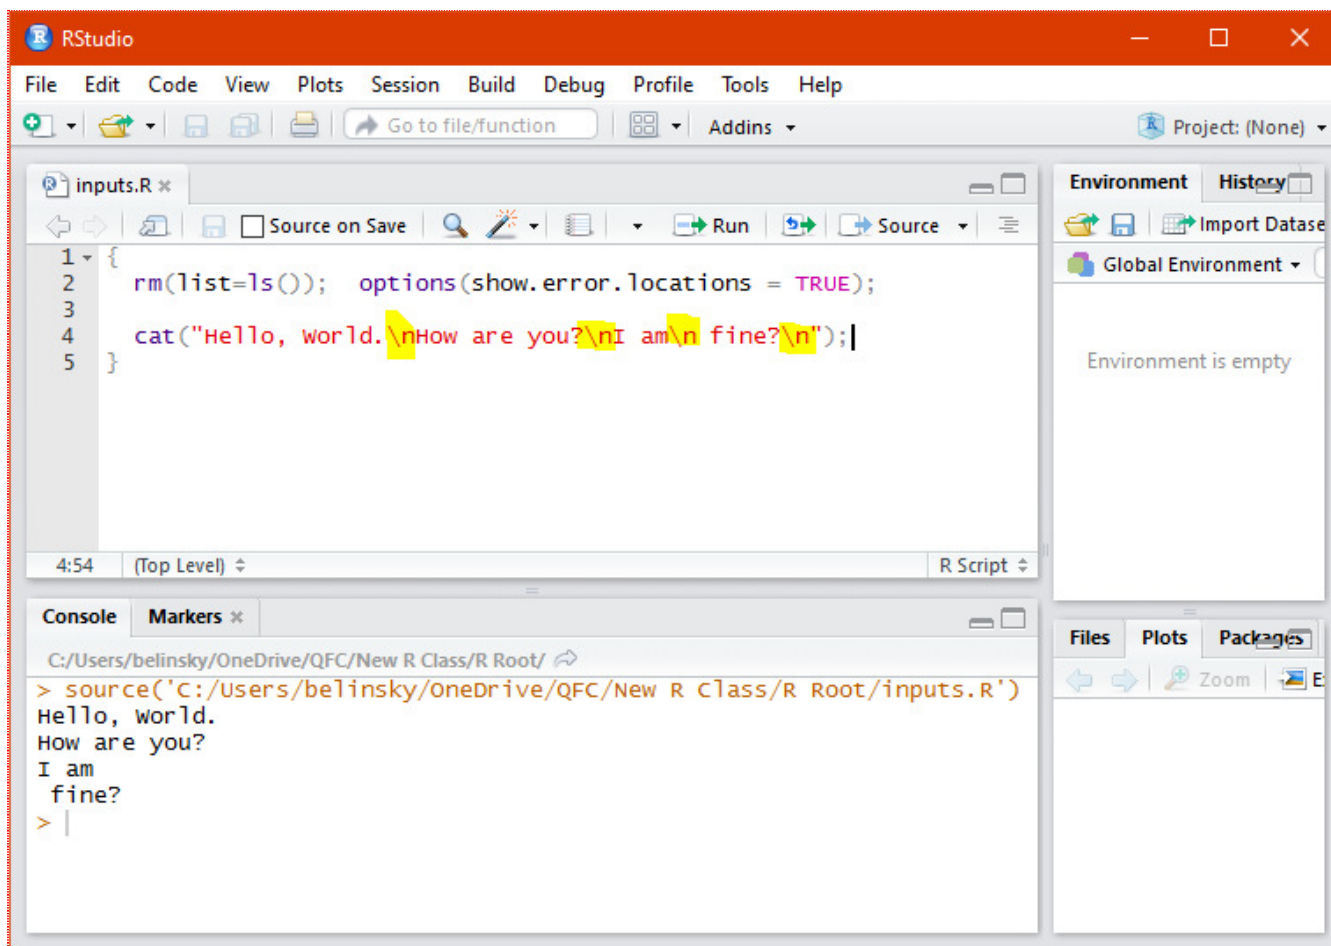 RStudio
File Edit Code View Plots Session Build Debug Profile Tools Help
Go to file/function Addins Project: (None)
inputs.R
Source on Save Run Source
1 {
2 rm(list=ls()); options(show.error.locations = TRUE);
3
4 cat("Hello, World.\nHow are you?\nI am\n fine?\n");
5 }
4:54 (Top Level) R Script
Console Markers
C:/Users/belinsky/OneDrive/QFC/New R Class/R Root/
> source('C:/Users/belinsky/OneDrive/QFC/New R Class/R Root/inputs.R')
Hello, World.
How are you?
I am
 fine?
>
Environment History
Import Datase
Global Environment
Environment is empty
Files Plots Packages
Zoom E